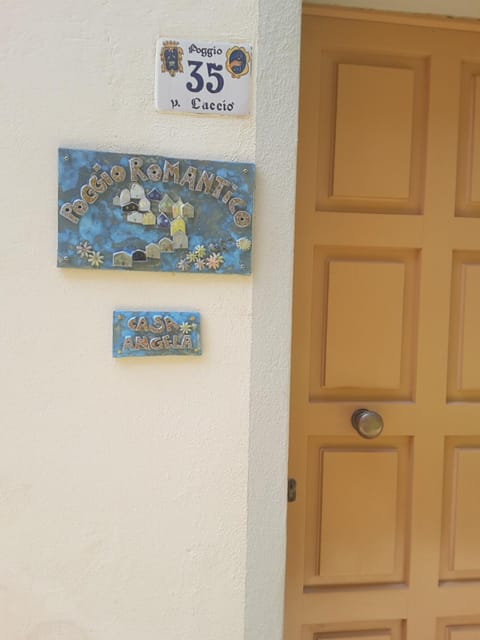 Poggio
35
v. Laccio
POGGIO ROMANTICO
CASA
ANGELA